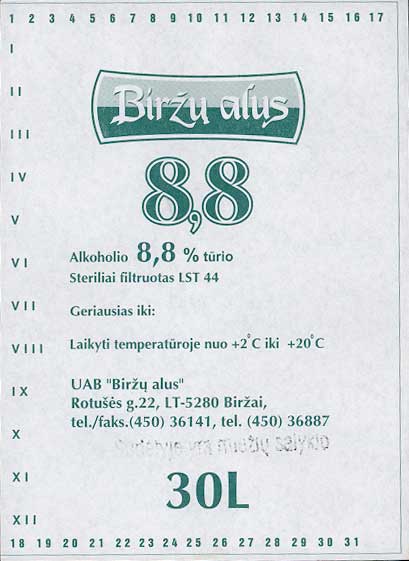 1 2 3 4 5 6 7 8 9 10 11 12 13 14 15 16 17
I
II
III
IV
V
VI
VII
VIII
IX
X
XI
XII
Biržų alus
8,8
Alkoholio 8,8 % tūrio
Steriliai filtruotas LST 44
Geriausias iki:
Laikyti temperatūroje nuo +2°C iki +20°C
UAB "Biržų alus"
Rotušės g.22, LT-5280 Biržai,
tel./faks.(450) 36141, tel. (450) 36887
Sudėtyje yra miežių salyklo
30L
18 19 20 21 22 23 24 25 26 27 28 29 30 31